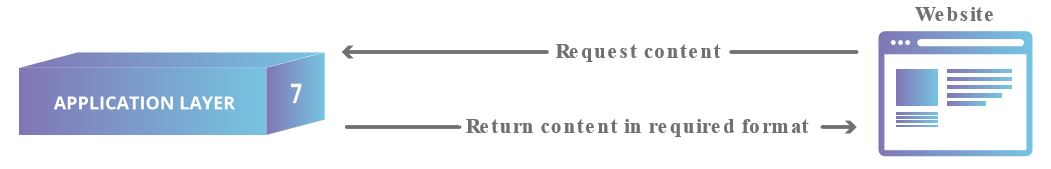 Website
Request content
APPLICATION LAYER
7
Return content in required format